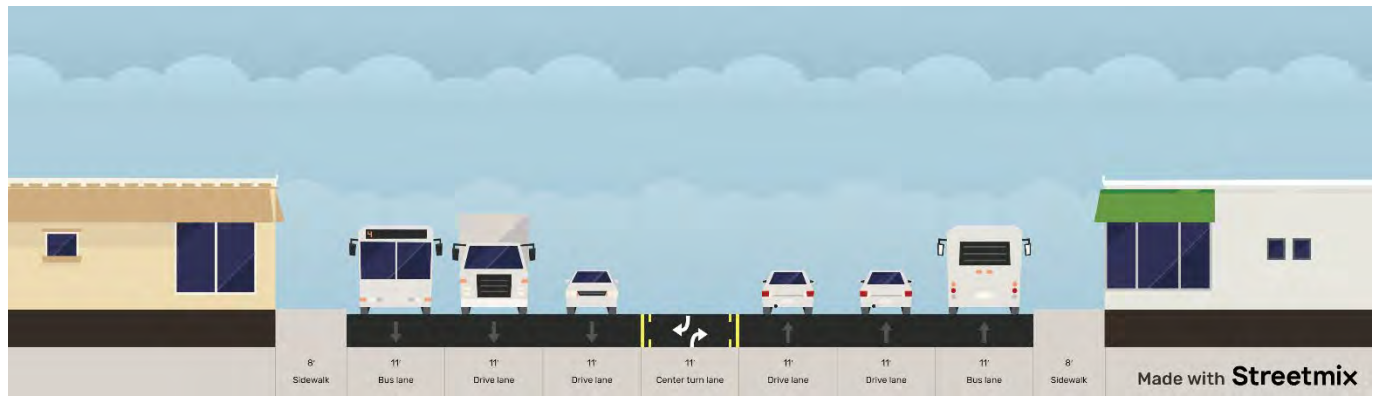 4
8'
Sidewalk
11'
Bus lane
11'
Drive lane
11'
Drive lane
11'
Center turn lane
11'
Drive lane
11'
Drive lane
11'
Bus lane
8'
Sidewalk
Made with Streetmix